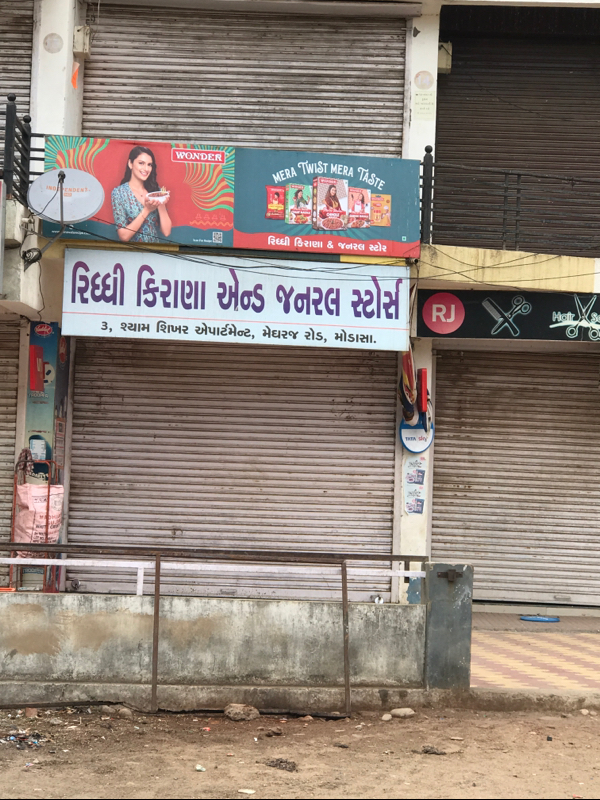 WONDER
MERA TWIST MERA TASTE
રિધ્ધી કિરાણા & જનરલ સ્ટોર
રિધ્ધી કિરાણા એન્ડ જનરલ સ્ટોર્સ
૩, શ્યામ શિખર એપાર્ટમેન્ટ, મેઘરજ રોડ, મોડાસા.
RJ
Hair